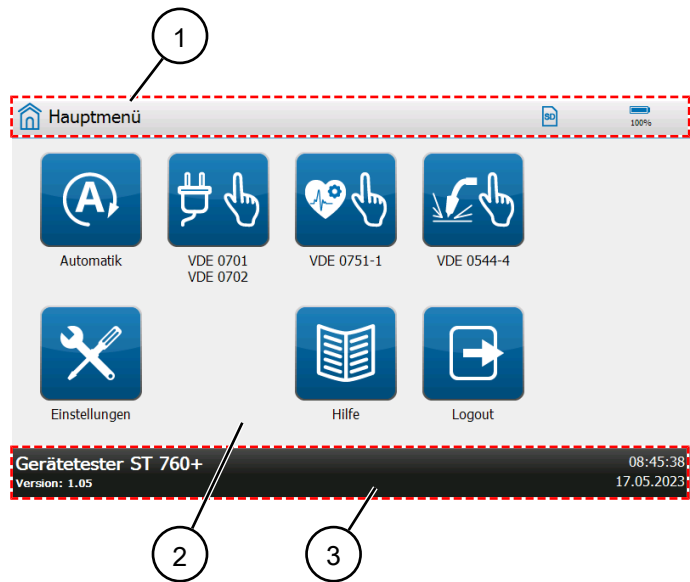 1
Hauptmenü
SD
100%
A
Automatik
VDE 0701
VDE 0702
VDE 0751-1
VDE 0544-4
Einstellungen
Hilfe
Logout
Gerätetester ST 760+
08:45:38
Version: 1.05
17.05.2023
2
3